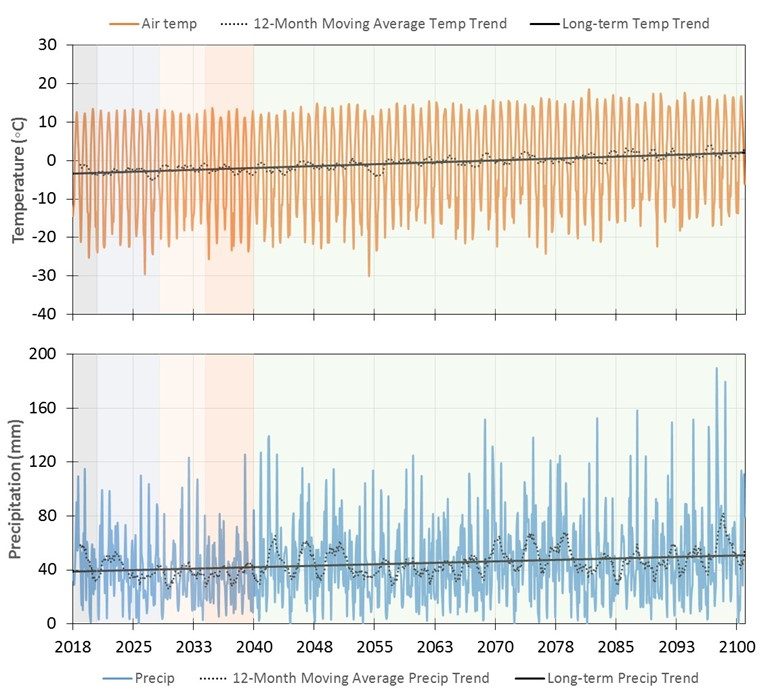 Air temp 12-Month Moving Average Temp Trend Long-term Temp Trend
30
20
10
0
-10
-20
-30
-40
Temperature (○C)
200
160
120
80
40
0
Precipitation (mm)
2018 2025 2033 2040 2048 2055 2063 2070 2078 2085 2093 2100
Precip 12-Month Moving Average Precip Trend Long-term Precip Trend